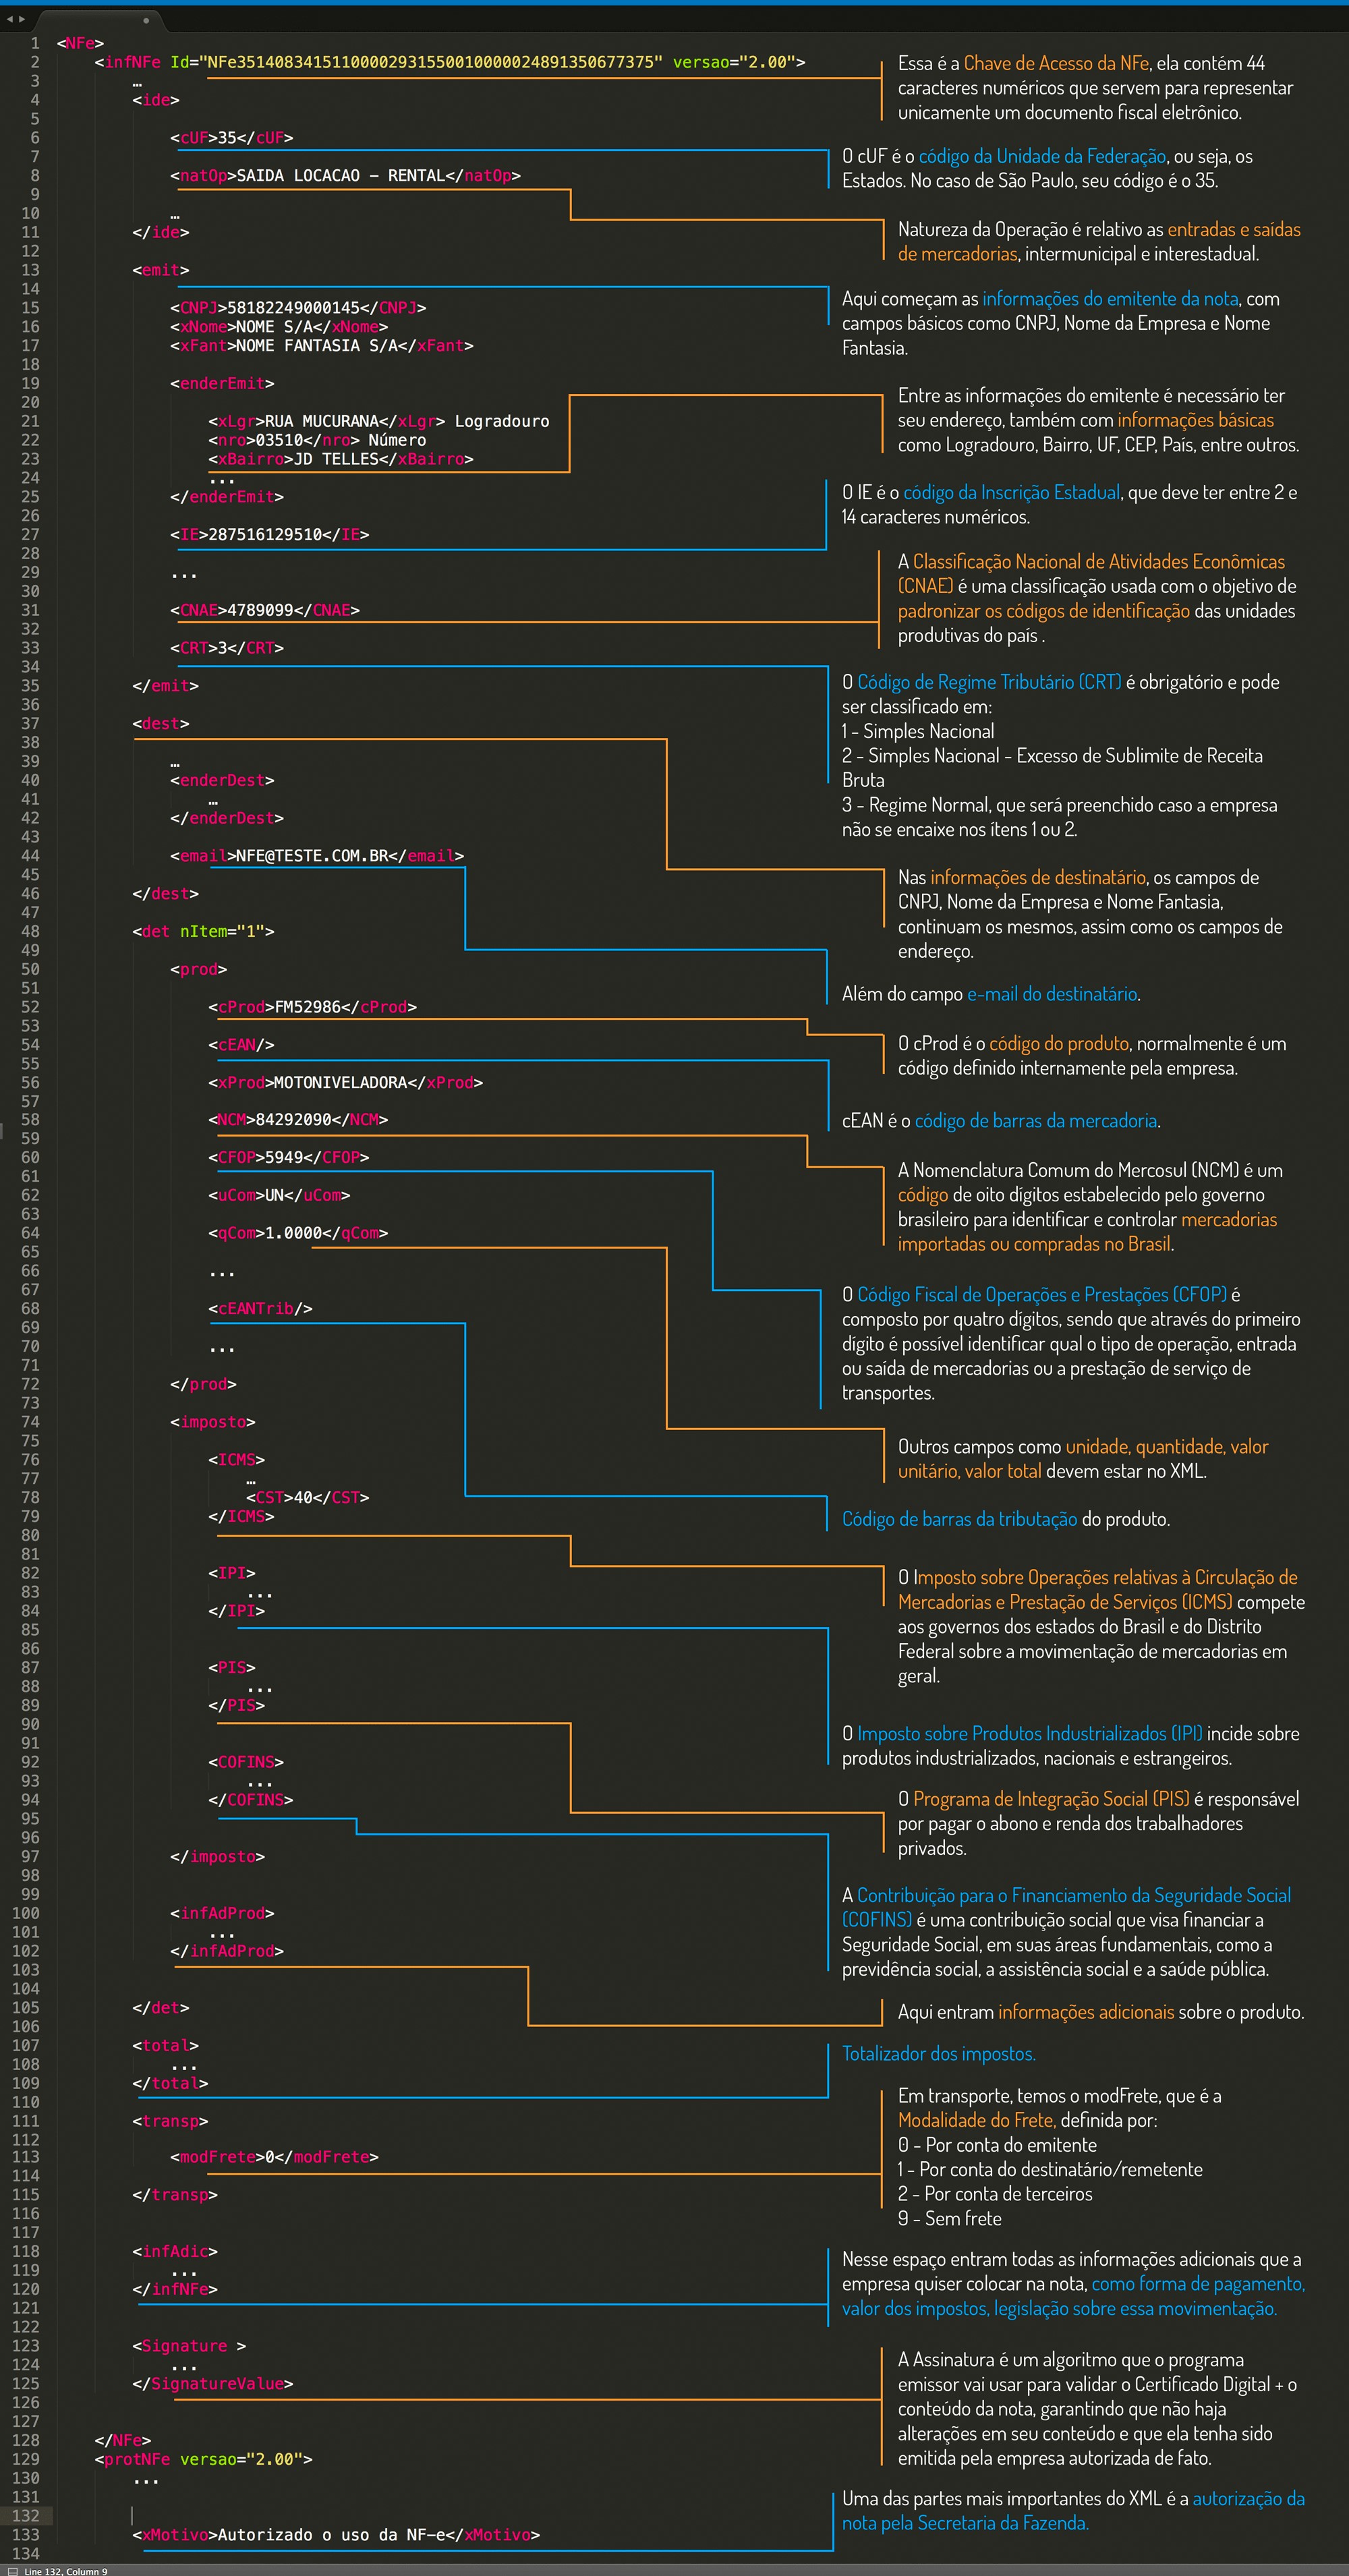 1 <NFe>
2 <infNFe Id="NFe35140834151100002931550010000024891350677375" versao="2.00">
Essa é a Chave de Acesso da NFe, ela contém 44
caracteres numéricos que servem para representar
unicamente um documento fiscal eletrônico.
3 …
4 <ide>
5
6 <cUF>35</cUF>
7
O cUF é o código da Unidade da Federação, ou seja, os
Estados. No caso de São Paulo, seu código é o 35.
8 <natOp>SAIDA LOCACAO – RENTAL</natOp>
9
10 …
11 </ide>
Natureza da Operação é relativo as entradas e saídas
de mercadorias, intermunicipal e interestadual.
12
13 <emit>
14
Aqui começam as informações do emitente da nota, com
campos básicos como CNPJ, Nome da Empresa e Nome
Fantasia.
15 <CNPJ>58182249000145</CNPJ>
16 <xNome>NOME S/A</xNome>
17 <xFant>NOME FANTASIA S/A</xFant>
18
19 <enderEmit>
20
Entre as informações do emitente é necessário ter
seu endereço, também com informações básicas
como Logradouro, Bairro, UF, CEP, País, entre outros.
21 <xLgr>RUA MUCURANA</xLgr> Logradouro
22 <nro>03510</nro> Número
23 <xBairro>JD TELLES</xBairro>
24 ...
25 </enderEmit>
26
O IE é o código da Inscrição Estadual, que deve ter entre 2 e
14 caracteres numéricos.
27 <IE>287516129510</IE>
28
29 ...
30
A Classificação Nacional de Atividades Econômicas
(CNAE) é uma classificação usada com o objetivo de
padronizar os códigos de identificação das unidades
produtivas do país .
31 <CNAE>4789099</CNAE>
32
33 <CRT>3</CRT>
34
35 </emit>
O Código de Regime Tributário (CRT) é obrigatório e pode
ser classificado em:
1 - Simples Nacional
2 - Simples Nacional - Excesso de Sublimite de Receita
Bruta
3 - Regime Normal, que será preenchido caso a empresa
não se encaixe nos ítens 1 ou 2.
36
37 <dest>
38
39 …
40 <enderDest>
41 …
42 </enderDest>
43
44 <email>NFE@TESTE.COM.BR</email>
45
46 </dest>
Nas informações de destinatário, os campos de
CNPJ, Nome da Empresa e Nome Fantasia,
continuam os mesmos, assim como os campos de
endereço.
47
48 <det nItem="1">
49
50 <prod>
51
Além do campo e-mail do destinatário.
52 <cProd>FM52986</cProd>
53
O cProd é o código do produto, normalmente é um
código definido internamente pela empresa.
54 <cEAN/>
55
56 <xProd>MOTONIVELADORA</xProd>
57
cEAN é o código de barras da mercadoria.
58 <NCM>84292090</NCM>
59
60 <CFOP>5949</CFOP>
61
A Nomenclatura Comum do Mercosul (NCM) é um
código de oito dígitos estabelecido pelo governo
brasileiro para identificar e controlar mercadorias
importadas ou compradas no Brasil.
62 <uCom>UN</uCom>
63
64 <qCom>1.0000</qCom>
65
66 ...
67
O Código Fiscal de Operações e Prestações (CFOP) é
composto por quatro dígitos, sendo que através do primeiro
dígito é possível identificar qual o tipo de operação, entrada
ou saída de mercadorias ou a prestação de serviço de
transportes.
68 <cEANTrib/>
69
70 ...
71
72 </prod>
73
74 <imposto>
75
Outros campos como unidade, quantidade, valor
unitário, valor total devem estar no XML.
76 <ICMS>
77 …
78 <CST>40</CST>
79 </ICMS>
Código de barras da tributação do produto.
80
81
82 <IPI>
83 ...
84 </IPI>
O Imposto sobre Operações relativas à Circulação de
Mercadorias e Prestação de Serviços (ICMS) compete
aos governos dos estados do Brasil e do Distrito
Federal sobre a movimentação de mercadorias em
geral.
85
86
87 <PIS>
88 ...
89 </PIS>
90
91
O Imposto sobre Produtos Industrializados (IPI) incide sobre
produtos industrializados, nacionais e estrangeiros.
92 <COFINS>
93 ...
94 </COFINS>
O Programa de Integração Social (PIS) é responsável
por pagar o abono e renda dos trabalhadores
privados.
95
96
97 </imposto>
98
99
A Contribuição para o Financiamento da Seguridade Social
(COFINS) é uma contribuição social que visa financiar a
Seguridade Social, em suas áreas fundamentais, como a
previdência social, a assistência social e a saúde pública.
100 <infAdProd>
101 ...
102 </infAdProd>
103
104
105 </det>
Aqui entram informações adicionais sobre o produto.
106
107 <total>
Totalizador dos impostos.
108 ...
109 </total>
110
111 <transp>
112
113 <modFrete>0</modFrete>
114
115 </transp>
Em transporte, temos o modFrete, que é a
Modalidade do Frete, definida por:
0 - Por conta do emitente
1 - Por conta do destinatário/remetente
2 - Por conta de terceiros
9 - Sem frete
116
117
118 <infAdic>
119 ...
120 </infNFe>
121
Nesse espaço entram todas as informações adicionais que a
empresa quiser colocar na nota, como forma de pagamento,
valor dos impostos, legislação sobre essa movimentação.
122
123 <Signature >
124 ...
125 </SignatureValue>
126
127
A Assinatura é um algoritmo que o programa
emissor vai usar para validar o Certificado Digital + o
conteúdo da nota, garantindo que não haja
alterações em seu conteúdo e que ela tenha sido
emitida pela empresa autorizada de fato.
128 </NFe>
129 <protNFe versao="2.00">
130 ...
131
132
Uma das partes mais importantes do XML é a autorização da
nota pela Secretaria da Fazenda.
133 <xMotivo>Autorizado o uso da NF-e</xMotivo>
134
Line 132, Column 9